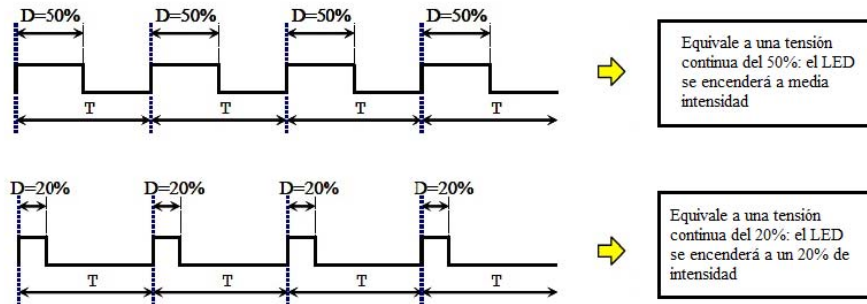 D=50% D=50% D=50% D=50%
Equivale a una tensión
continua del 50%: el LED
se encenderá a media
intensidad
T T T T
D=20% D=20% D=20% D=20%
Equivale a una tensión
continua del 20%: el LED
se encenderá a un 20% de
intensidad
T T T T